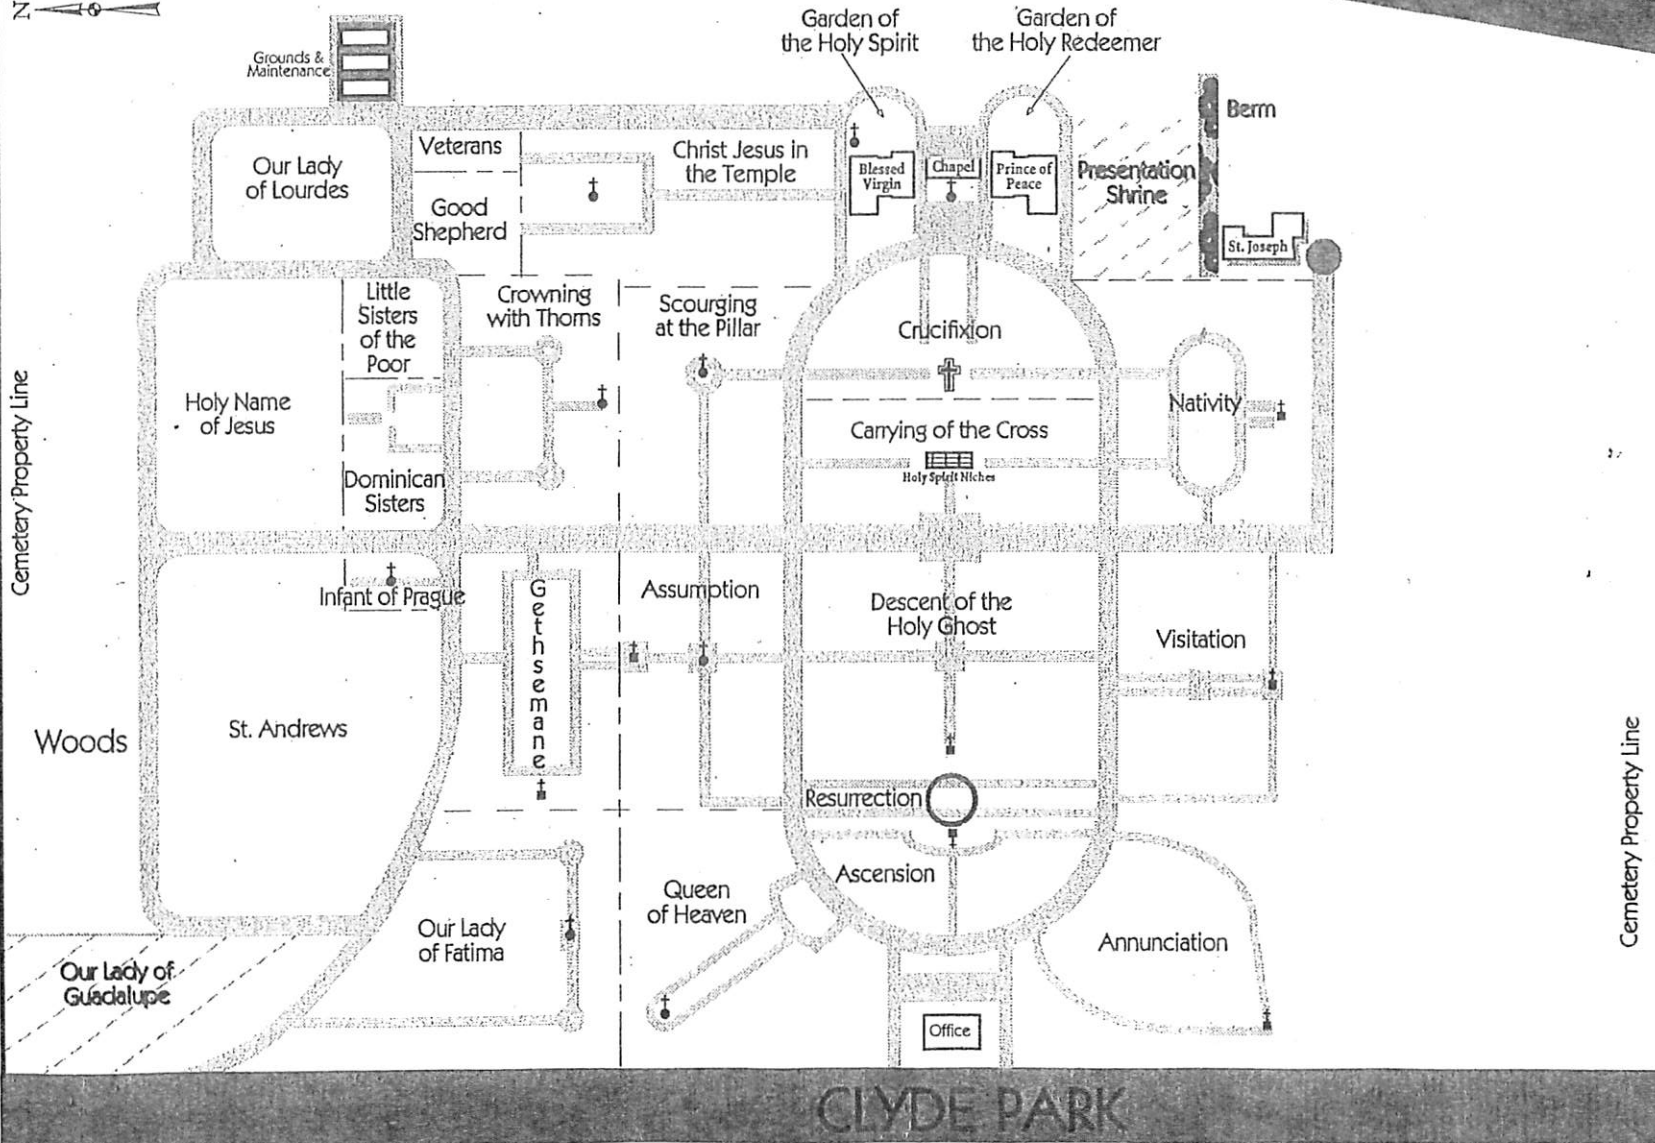 N
Garden of
the Holy Spirit
Garden of
the Holy Redeemer
Grounds &
Maintenance
Berm
Our Lady
of Lourdes
Veterans
Good
Shepherd
Christ Jesus in
the Temple
Blessed
Virgin
Chapel
Prince of
Peace
Presentation
Shrine
St. Joseph
Little
Sisters
of the
Poor
Crowning
with Thorns
Scourging
at the Pillar
Crucifixion
Cemetery Property Line
Holy Name
of Jesus
Nativity
Carrying of the Cross
Holy Spirit Niches
Dominican
Sisters
Infant of Prague
Gethsemane
Assumption
Descent of the
Holy Ghost
Visitation
Woods
St. Andrews
Resurrection
Cemetery Property Line
Ascension
Queen
of Heaven
Our Lady
of Fatima
Annunciation
Our Lady of
Guadalupe
Office
CLYDE PARK